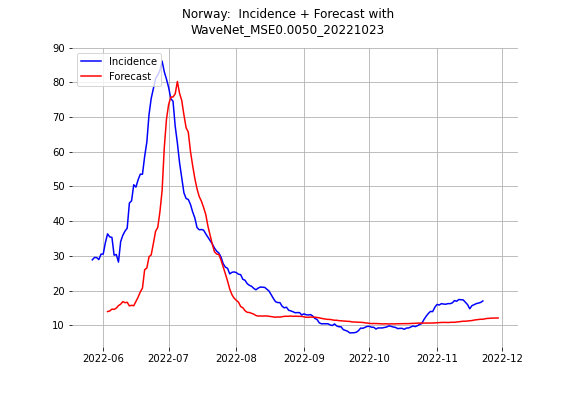 Norway:  Incidence + Forecast with
WaveNet_MSE0.0050_20221023
90
80
70
60
50
40
30
20
10
Incidence
Forecast
2022-06 2022-07 2022-08 2022-09 2022-10 2022-11 2022-12